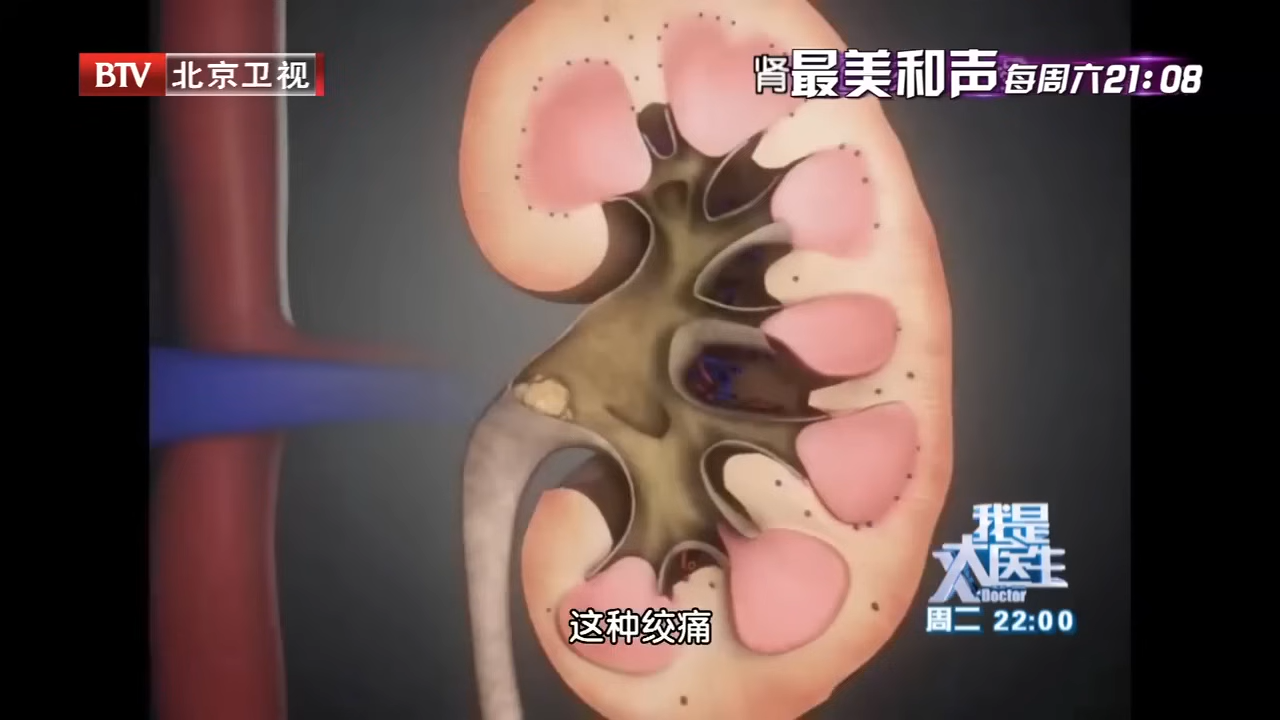 BTV 北京卫视
肾
最美和声 每周六21:08
我是
大医生
Doctor
周二 22:00
这种绞痛